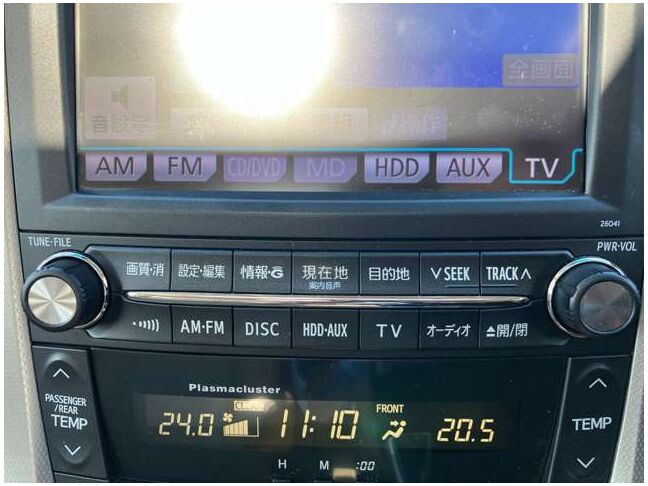 全画面
音設定
AM FM CD/DVD MD HDD AUX TV
26041
TUNE·FILE PWR·VOL
画質·消 設定·編集 情報·G 現在地 目的地 ∨SEEK TRACK∧
案内音声
AM·FM DISC HDD·AUX TV オーディオ ≜開/閉
Plasmacluster
PASSENGER
/REAR
TEMP
24.0 11:10 FRONT 20.5
TEMP
H M :00